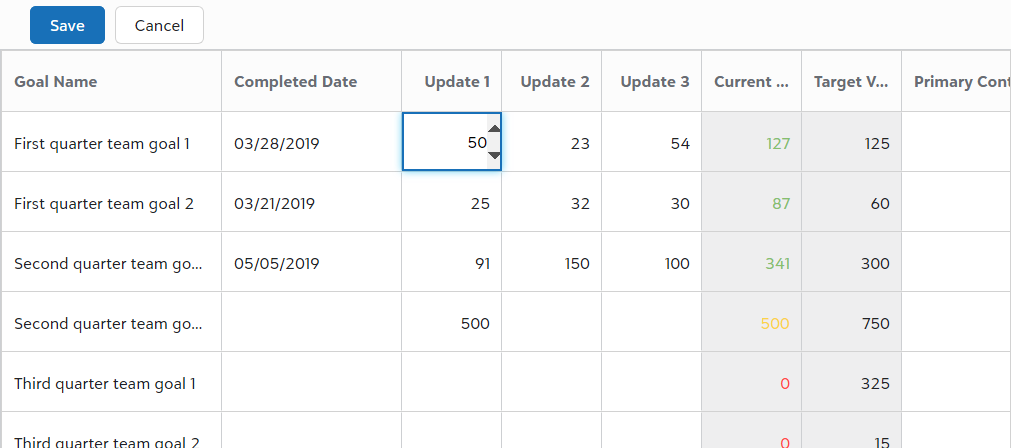 Save Cancel
Goal Name Completed Date Update 1 Update 2 Update 3 Current ... Target V... Primary Cont
First quarter team goal 1 03/28/2019 50 23 54 127 125
First quarter team goal 2 03/21/2019 25 32 30 87 60
Second quarter team go... 05/05/2019 91 150 100 341 300
Second quarter team go... 500 500 750
Third quarter team goal 1 0 325
Third quarter team goal 2 0 15